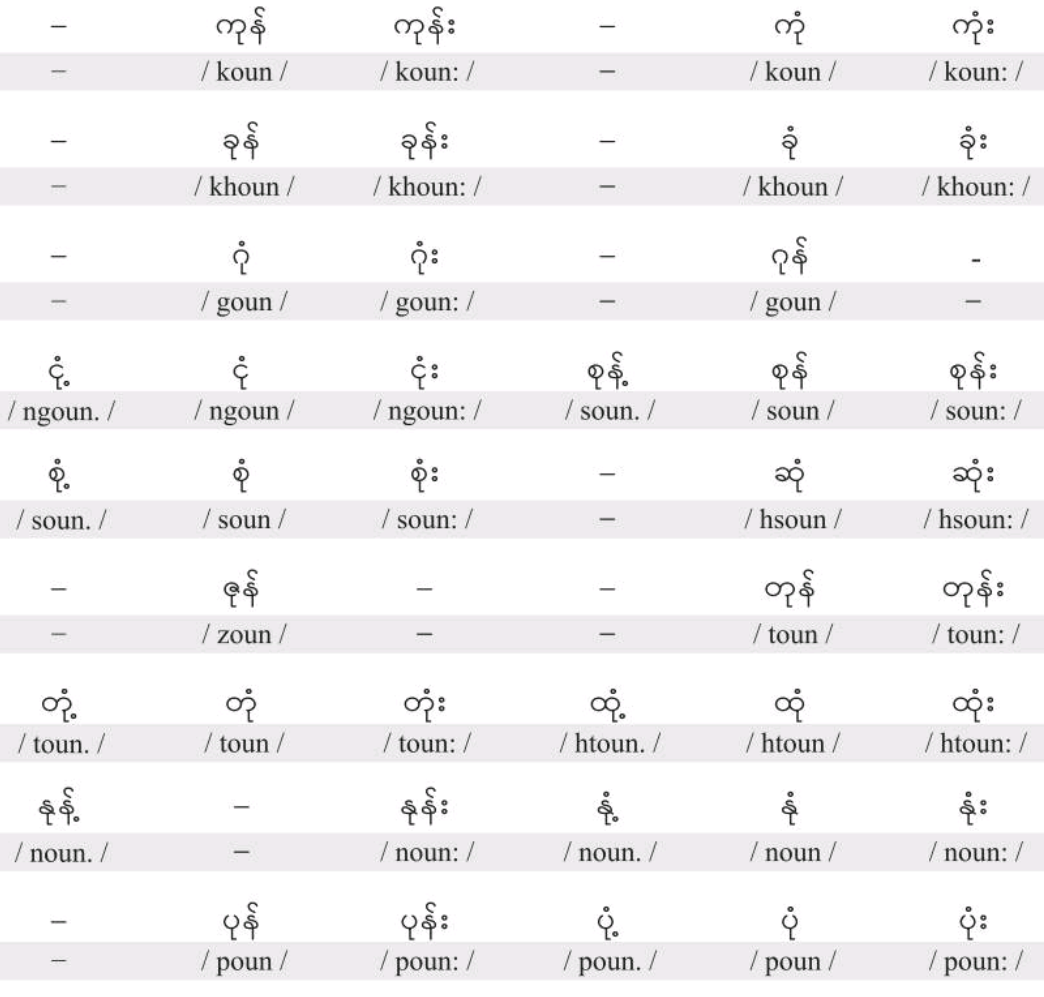 – ကုန် ကုန်း – ကုံ ကုံး
– / koun / / koun: / – / koun / / koun: /
– ခုန် ခုန်း – ခုံ ခုံး
– / khoun / / khoun: / – / khoun / / khoun: /
– ဂုံ ဂုံး – ဂုန် -
– / goun / / goun: / – / goun / –
ငုံ့ ငုံ ငုံး စုန့် စုန် စုန်း
/ ngoun. / / ngoun / / ngoun: / / soun. / / soun / / soun: /
စုံ့ စုံ စုံး – ဆုံ ဆုံး
/ soun. / / soun / / soun: / – / hsoun / / hsoun: /
– ဇုန် – – တုန် တုန်း
– / zoun / – – / toun / / toun: /
တုံ့ တုံ တုံး ထုံ့ ထုံ ထုံး
/ toun. / / toun / / toun: / / htoun. / / htoun / / htoun: /
နုန့် – နုန်း နုံ့ နုံ နုံး
/ noun. / – / noun: / / noun. / / noun / / noun: /
– ပုန် ပုန်း ပုံ့ ပုံ ပုံး
– / poun / / poun: / / poun. / / poun / / poun: /